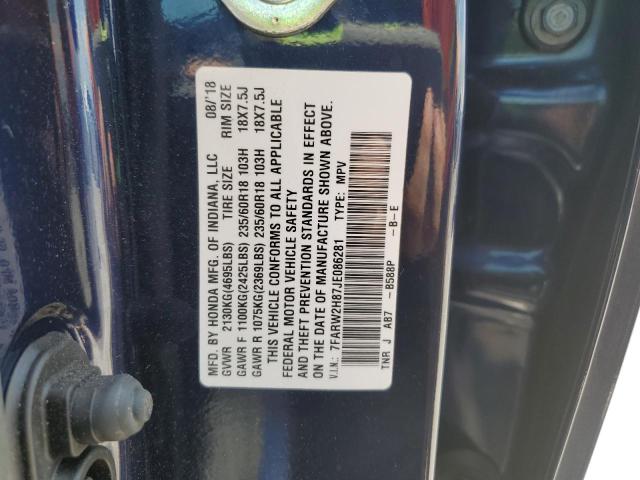 MFD. BY HONDA MFG. OF INDIANA, LLC 08/'18
GVWR 2130KG(4695LBS) TIRE SIZE RIM SIZE
GAWR F 1100KG(2425LBS) 235/60R18 103H 18X7.5J
GAWR R 1075KG(2369LBS) 235/60R18 103H 18X7.5J
THIS VEHICLE CONFORMS TO ALL APPLICABLE
FEDERAL MOTOR VEHICLE SAFETY
AND THEFT PREVENTION STANDARDS IN EFFECT
ON THE DATE OF MANUFACTURE SHOWN ABOVE.
V.I.N.: 7FARW2H87JE086281 TYPE: MPV
TNR J A87 -B588P -B-E